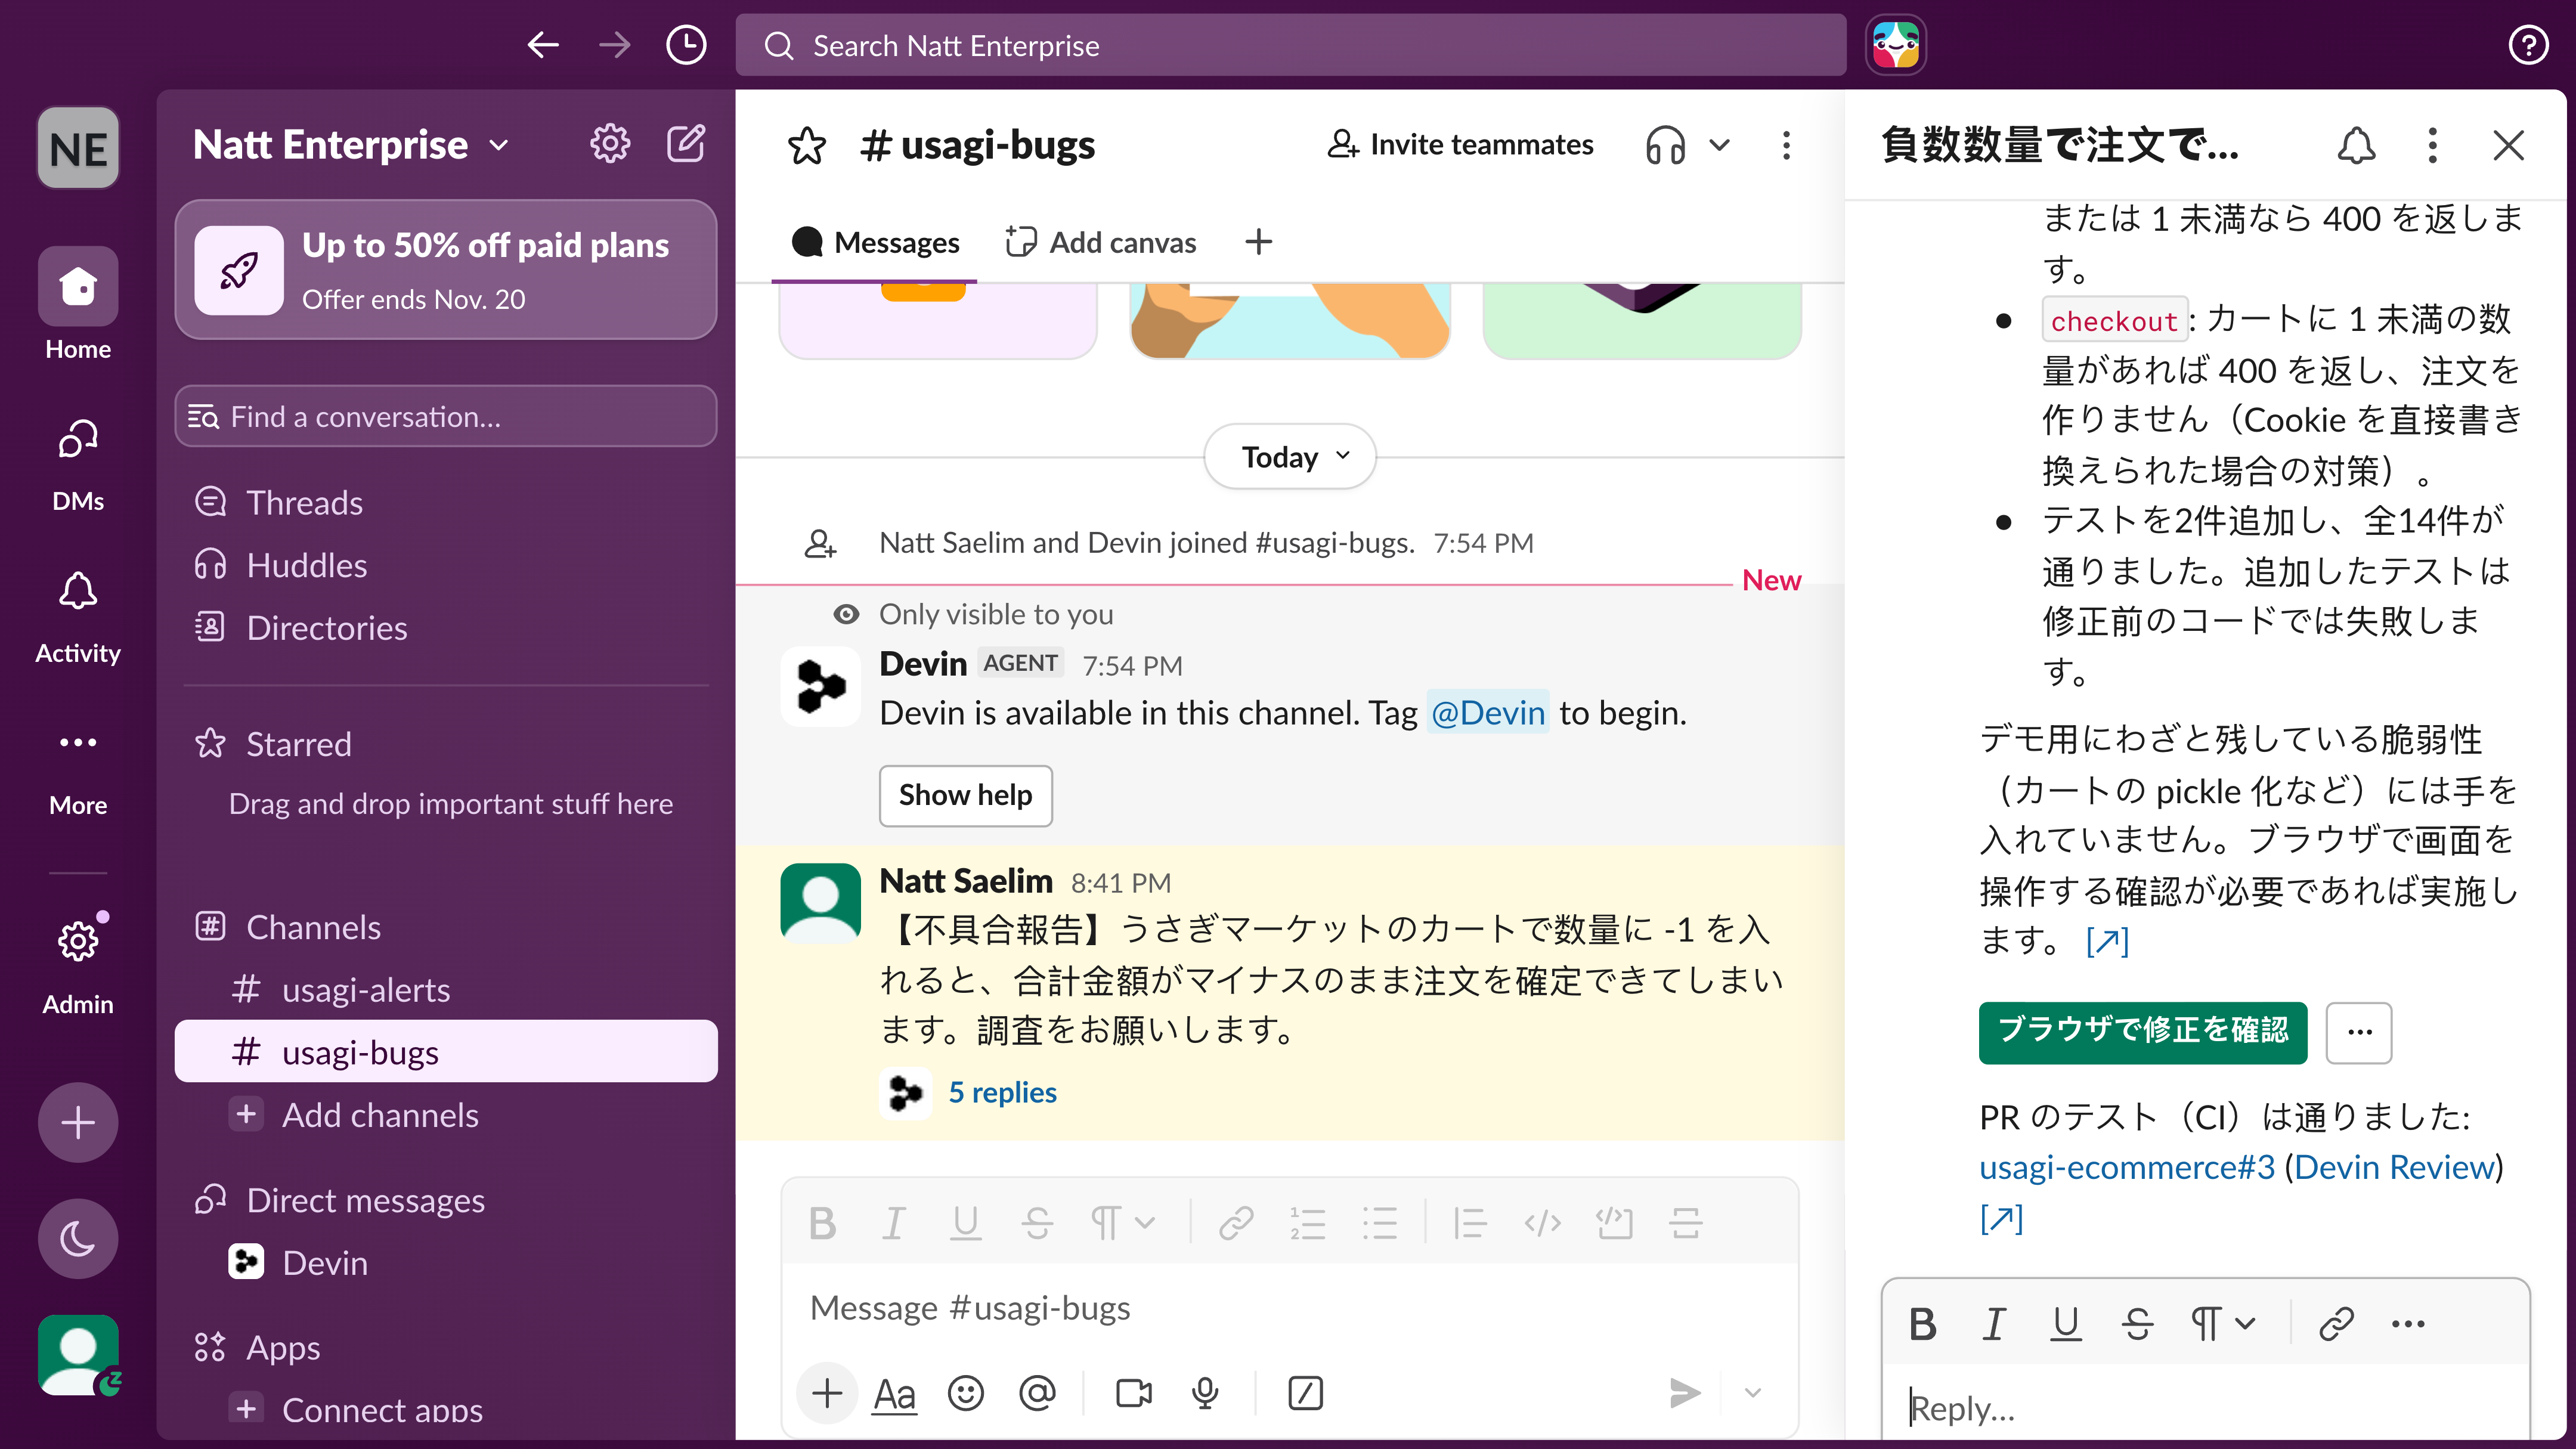 Search Natt Enterprise
NE
Home
DMs
Activity
More
Admin
Natt Enterprise
Up to 50% off paid plans
Offer ends Nov. 20
Find a conversation...
Threads
Huddles
Directories
Starred
Drag and drop important stuff here
Channels
# usagi-alerts
# usagi-bugs
Add channels
Direct messages
Devin
Apps
Connect apps
# usagi-bugs
Invite teammates
Messages
Add canvas
Today
Natt Saelim and Devin joined #usagi-bugs. 7:54 PM
New
Only visible to you
Devin AGENT 7:54 PM
Devin is available in this channel. Tag @Devin to begin.
Show help
Natt Saelim 8:41 PM
【不具合報告】うさぎマーケットのカートで数量に -1 を入
れると、合計金額がマイナスのまま注文を確定できてしまい
ます。調査をお願いします。
5 replies
Message #usagi-bugs
Aa
負数数量で注文で...
または 1 未満なら 400 を返しま
す。
checkout: カートに 1 未満の数
量があれば 400 を返し、注文を
作りません（Cookie を直接書き
換えられた場合の対策）。
テストを2件追加し、全14件が
通りました。追加したテストは
修正前のコードでは失敗しま
す。
デモ用にわざと残している脆弱性
（カートの pickle 化など）には手を
入れていません。ブラウザで画面を
操作する確認が必要であれば実施し
ます。 [↗]
ブラウザで修正を確認
PR のテスト（CI）は通りました:
usagi-ecommerce#3 (Devin Review)
[↗]
Reply...